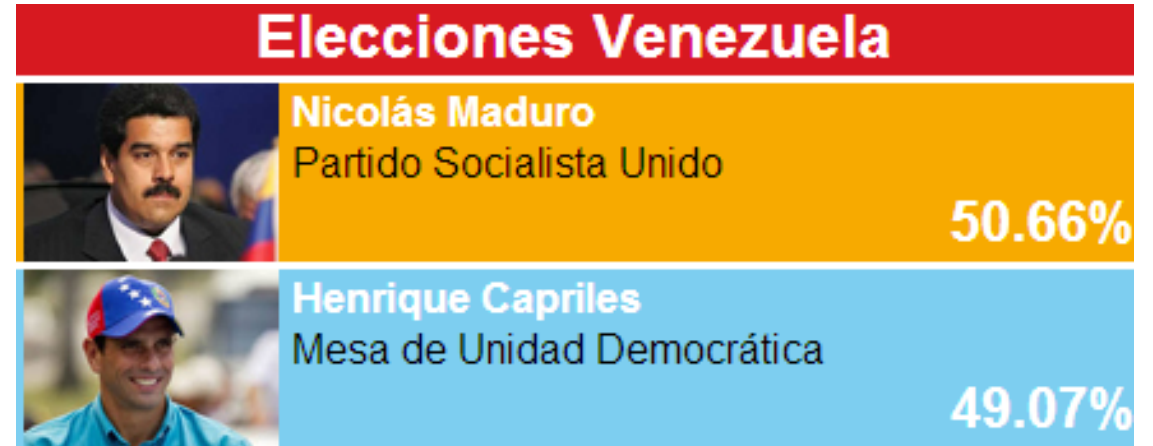 Elecciones Venezuela
Nicolás Maduro
Partido Socialista Unido
50.66%
Henrique Capriles
Mesa de Unidad Democrática
49.07%